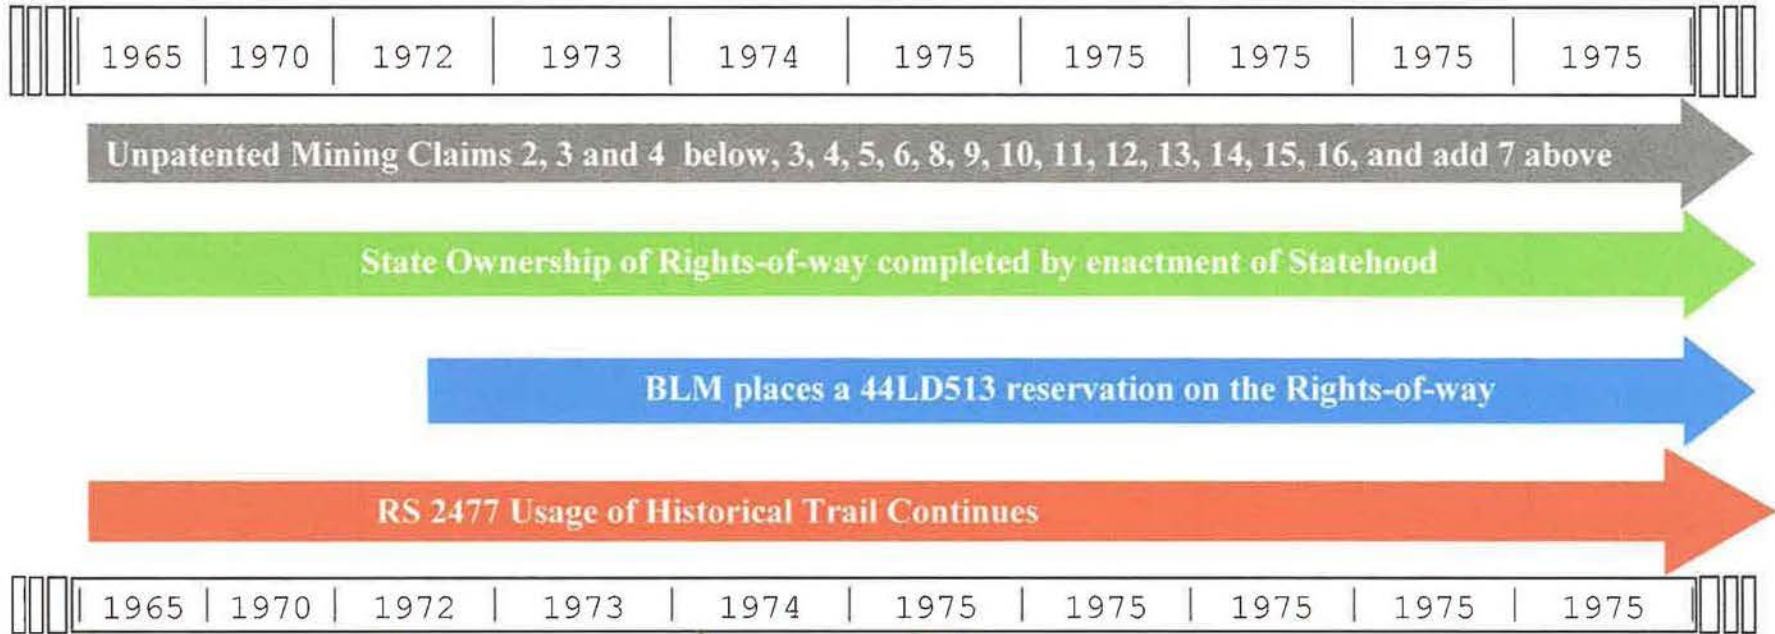 1965 | 1970 | 1972 | 1973 | 1974 | 1975 | 1975 | 1975 | 1975 | 1975
Unpatented Mining Claims 2, 3 and 4 below, 3, 4, 5, 6, 8, 9, 10, 11, 12, 13, 14, 15, 16, and add 7 above
State Ownership of Rights-of-way completed by enactment of Statehood
BLM places a 44LD513 reservation on the Rights-of-way
RS 2477 Usage of Historical Trail Continues
1965 | 1970 | 1972 | 1973 | 1974 | 1975 | 1975 | 1975 | 1975 | 1975